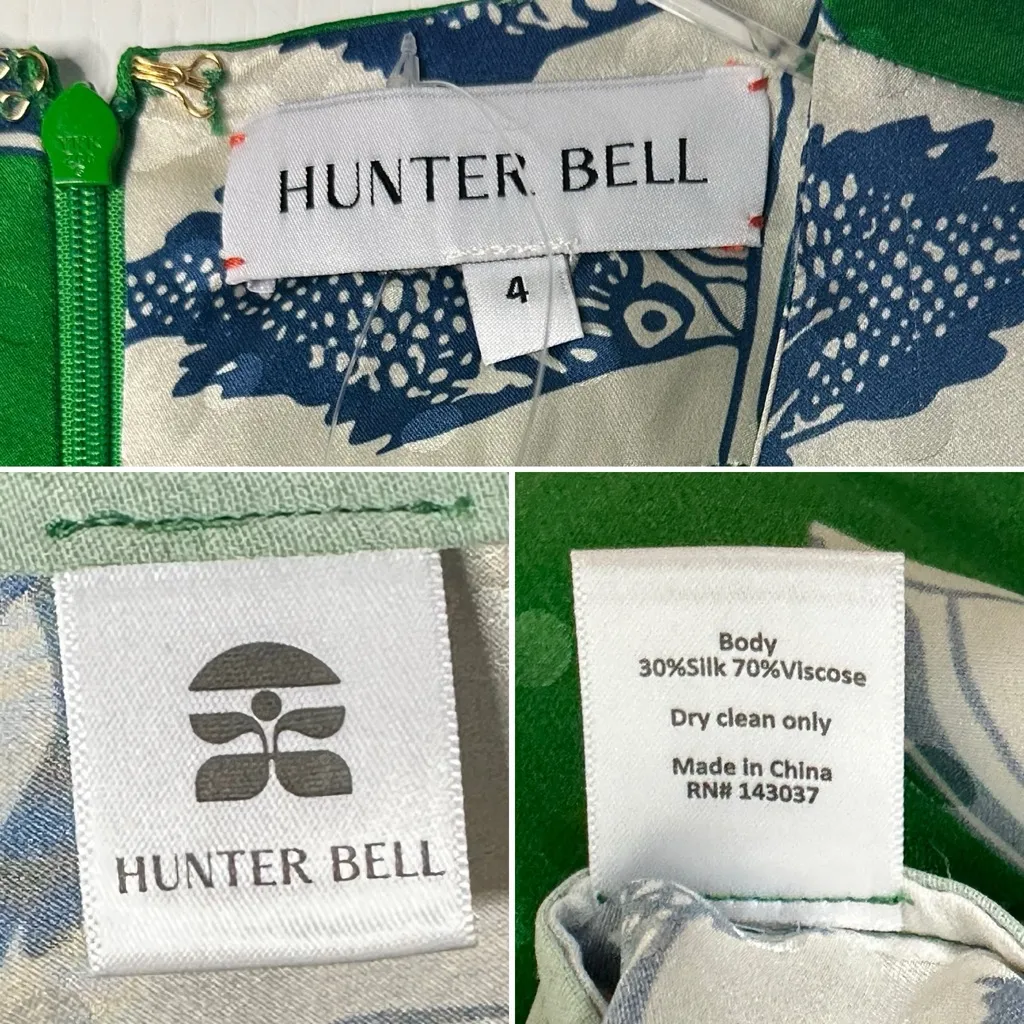 HUNTER BELL
4
HUNTER BELL
Body
30%Silk 70%Viscose
Dry clean only
Made in China
RN# 143037